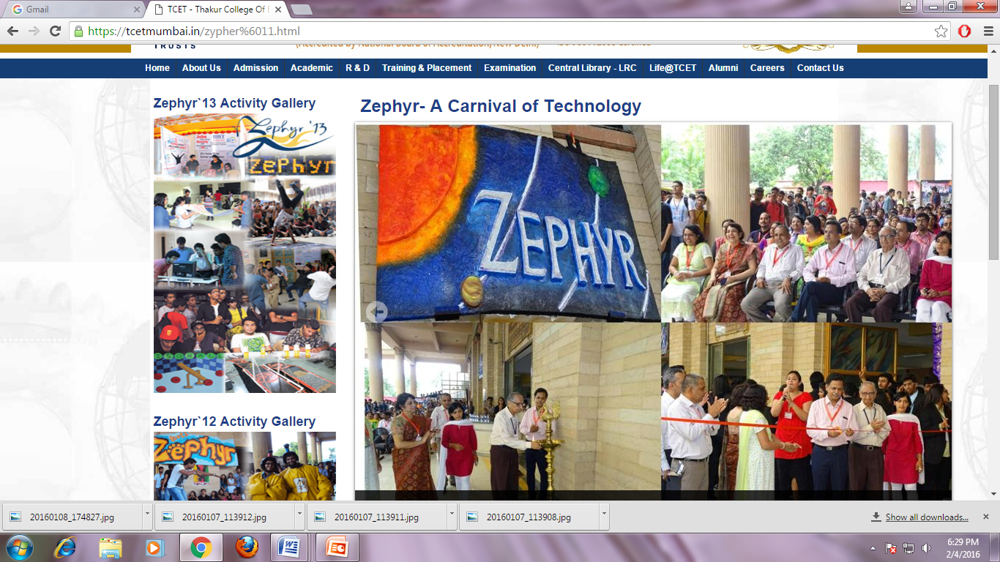 Gmail
TCET - Thakur College Of
https://tcetmumbai.in/zypher%6011.html
TRUSTS
(Accredited by National Board of Accreditation, New Delhi)
Home
About Us
Admission
Academic
R & D
Training & Placement
Examination
Central Library - LRC
Life@TCET
Alumni
Careers
Contact Us
Zephyr`13 Activity Gallery
Zephyr- A Carnival of Technology
Zephyr '13
Jobs
IIHT
zephyr
ZEPHYR
Zephyr`12 Activity Gallery
Zephyr
20160108_174827.jpg
20160107_113912.jpg
20160107_113911.jpg
20160107_113908.jpg
Show all downloads...
6:29 PM
2/4/2016